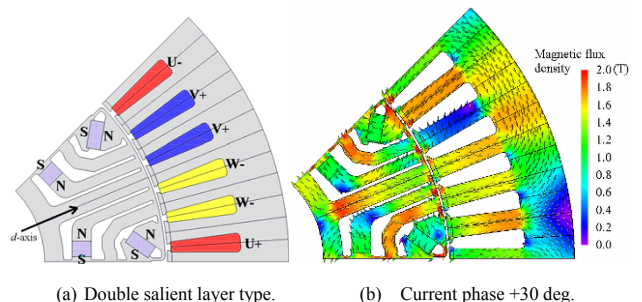 U-
V+
V+
W-
W-
U+
S
N
S
N
N
S
S
N
d-axis
Magnetic flux
density
2.0 (T)
1.8
1.6
1.4
1.2
1.0
0.8
0.6
0.4
0.2
0.0
(a) Double salient layer type.
(b) Current phase +30 deg.